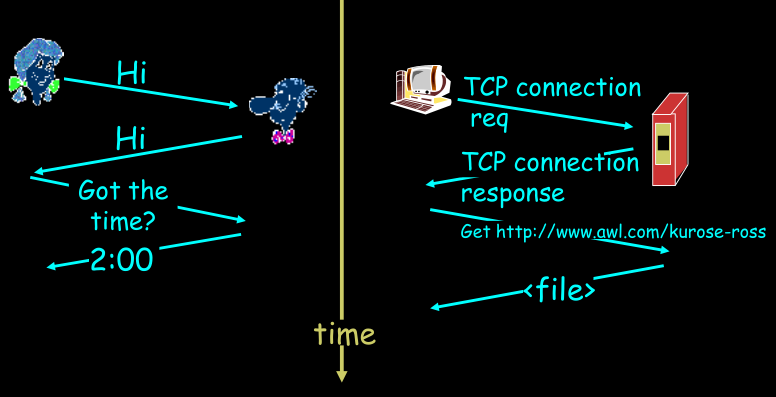 Hi
Hi
Got the
time?
2:00
time
TCP connection
req
TCP connection
response
Get http://www.awl.com/kurose-ross
<file>